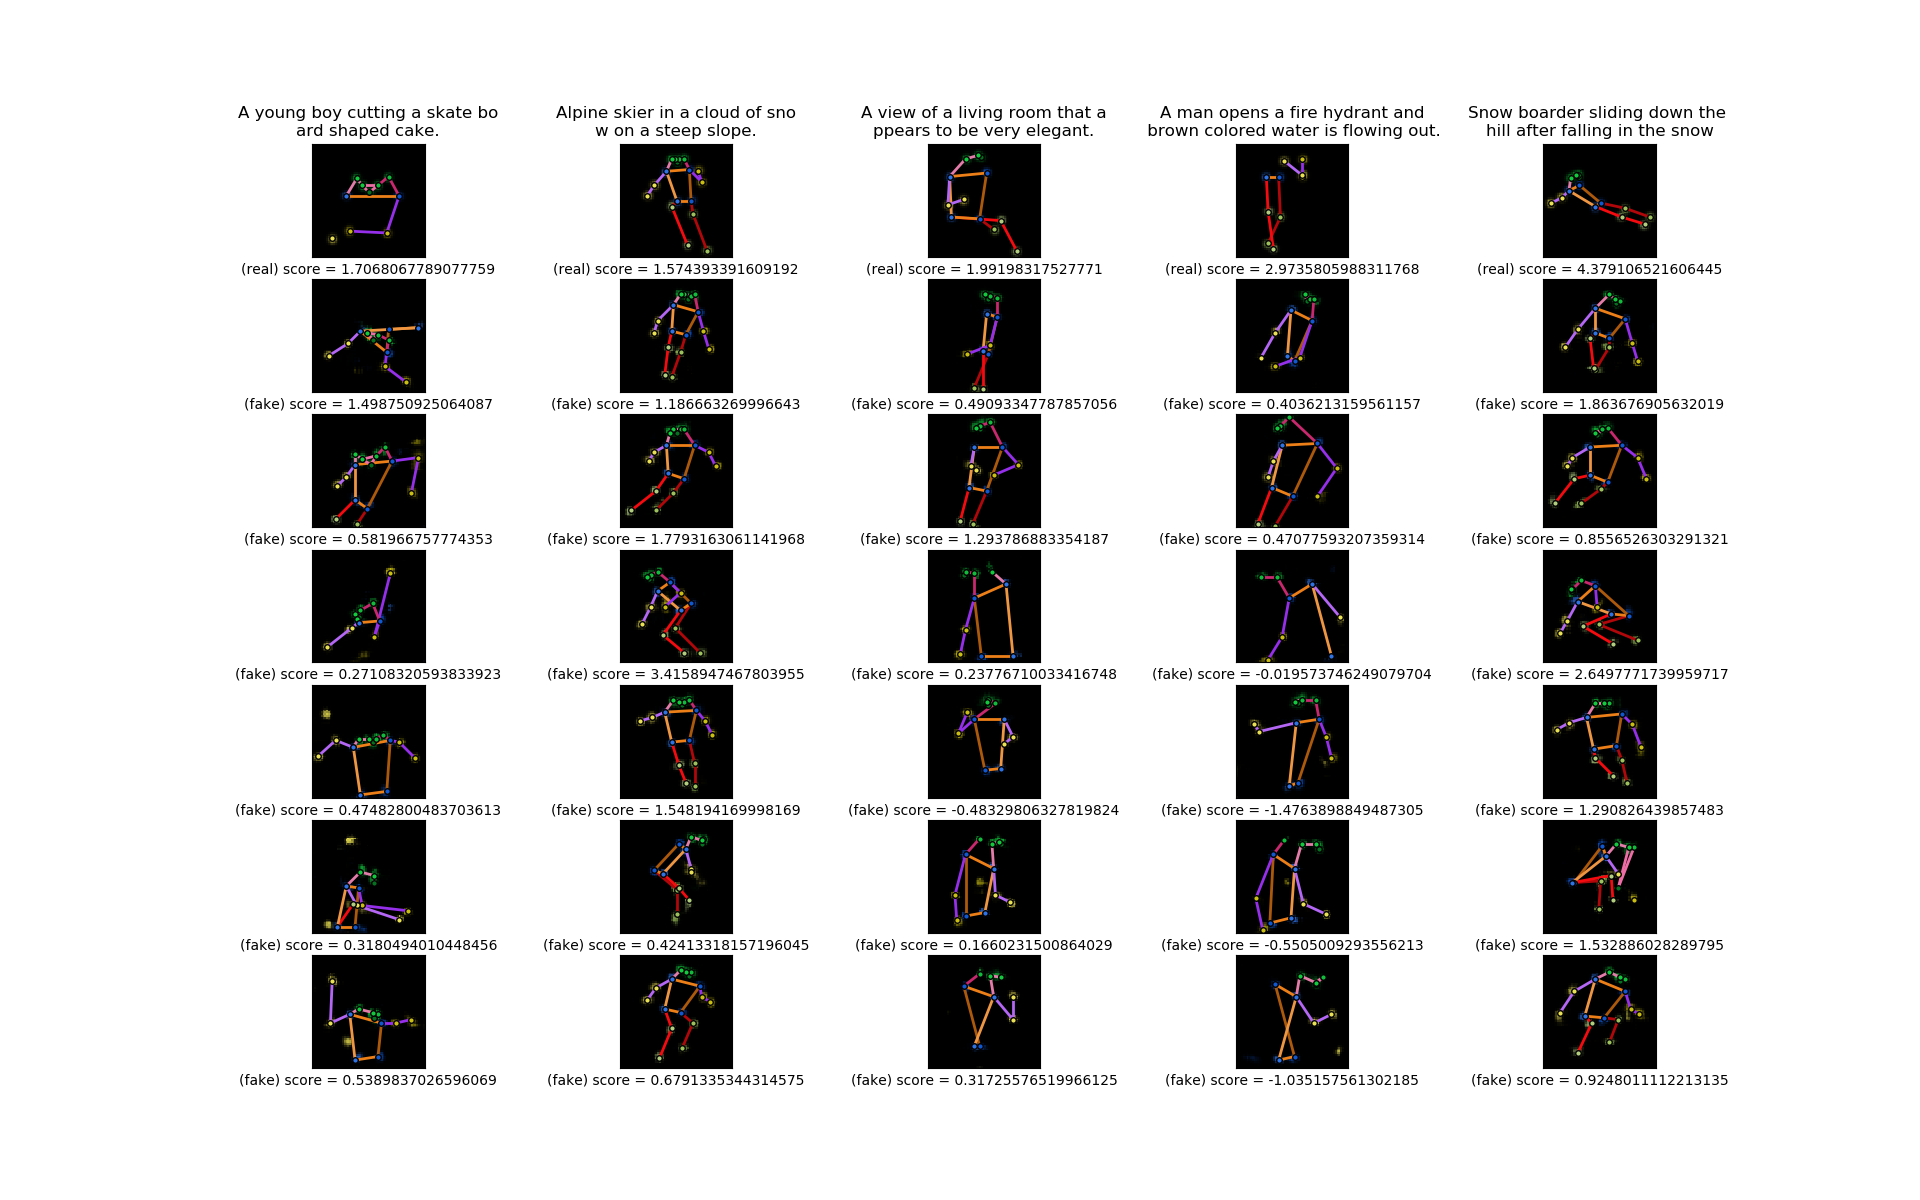 A young boy cutting a skate bo
ard shaped cake.
Alpine skier in a cloud of sno
w on a steep slope.
A view of a living room that a
ppears to be very elegant.
A man opens a fire hydrant and
brown colored water is flowing out.
Snow boarder sliding down the
hill after falling in the snow
(real) score = 1.7068067789077759
(real) score = 1.574393391609192
(real) score = 1.99198317527771
(real) score = 2.9735805988311768
(real) score = 4.379106521606445
(fake) score = 1.498750925064087
(fake) score = 1.186663269996643
(fake) score = 0.49093347787857056
(fake) score = 0.4036213159561157
(fake) score = 1.863676905632019
(fake) score = 0.581966757774353
(fake) score = 1.7793163061141968
(fake) score = 1.293786883354187
(fake) score = 0.47077593207359314
(fake) score = 0.8556526303291321
(fake) score = 0.27108320593833923
(fake) score = 3.4158947467803955
(fake) score = 0.23776710033416748
(fake) score = -0.019573746249079704
(fake) score = 2.6497771739959717
(fake) score = 0.47482800483703613
(fake) score = 1.548194169998169
(fake) score = -0.48329806327819824
(fake) score = -1.4763898849487305
(fake) score = 1.290826439857483
(fake) score = 0.3180494010448456
(fake) score = 0.42413318157196045
(fake) score = 0.1660231500864029
(fake) score = -0.5505009293556213
(fake) score = 1.532886028289795
(fake) score = 0.5389837026596069
(fake) score = 0.6791335344314575
(fake) score = 0.31725576519966125
(fake) score = -1.035157561302185
(fake) score = 0.9248011112213135